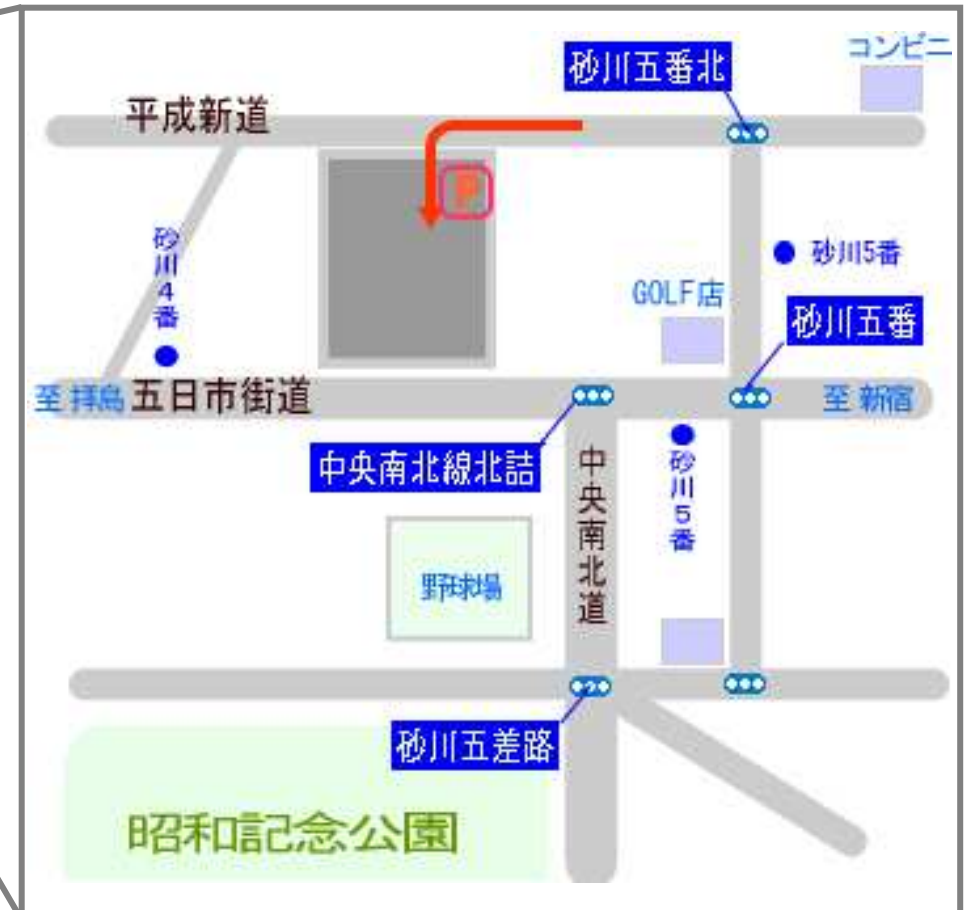 コンビニ
砂川五番北
平成新道
P
砂川4番
砂川5番
GOLF店
砂川五番
至 拝島
五日市街道
至 新宿
中央南北線北詰
中央南北道
砂川5番
野球場
砂川五差路
昭和記念公園